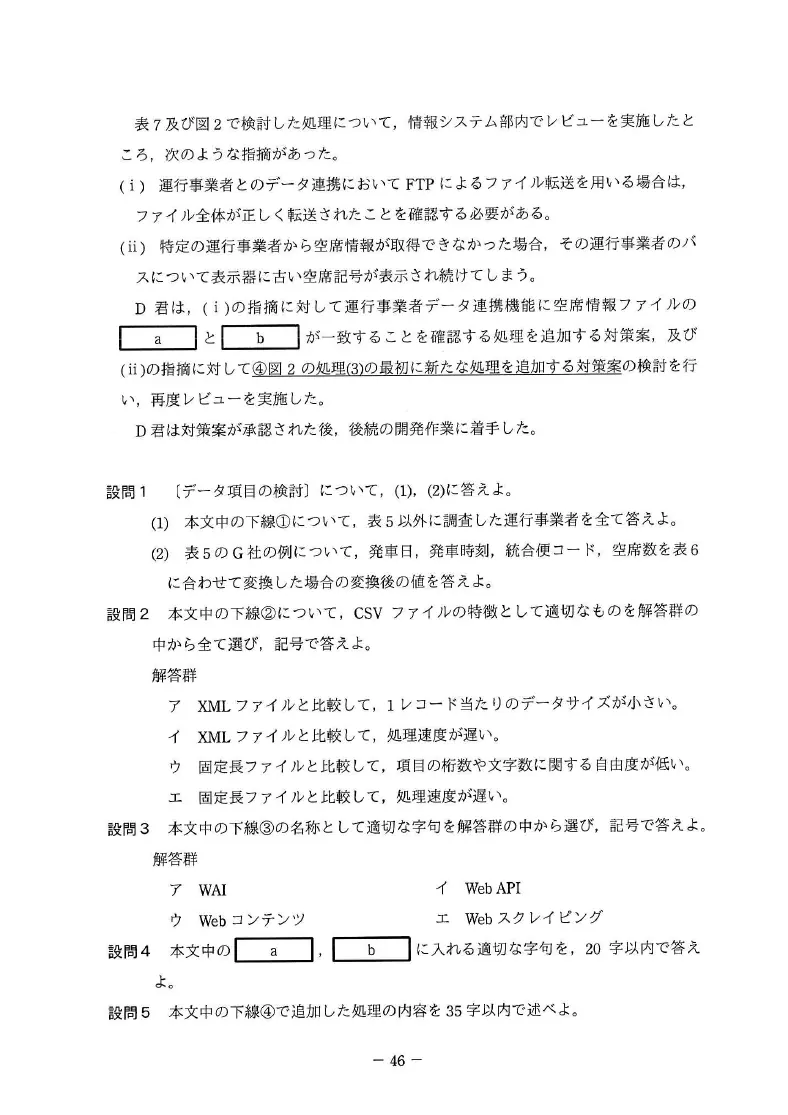 表7及び図2で検討した処理について，情報システム部内でレビューを実施したと
ころ，次のような指摘があった。
(ⅰ) 運行事業者とのデータ連携において FTP によるファイル転送を用いる場合は，
ファイル全体が正しく転送されたことを確認する必要がある。
(ⅱ) 特定の運行事業者から空席情報が取得できなかった場合，その運行事業者のバ
スについて表示器に古い空席記号が表示され続けてしまう。
D 君は，(ⅰ)の指摘に対して運行事業者データ連携機能に空席情報ファイルの
a と b が一致することを確認する処理を追加する対策案，及び
(ⅱ)の指摘に対して④図 2 の処理(3)の最初に新たな処理を追加する対策案の検討を行
い，再度レビューを実施した。
D 君は対策案が承認された後，後続の開発作業に着手した。
設問1 〔データ項目の検討〕について，(1)，(2)に答えよ。
(1) 本文中の下線①について，表5以外に調査した運行事業者を全て答えよ。
(2) 表5の G 社の例について，発車日，発車時刻，統合便コード，空席数を表6
に合わせて変換した場合の変換後の値を答えよ。
設問2 本文中の下線②について，CSV ファイルの特徴として適切なものを解答群の
中から全て選び，記号で答えよ。
解答群
ア XML ファイルと比較して，1レコード当たりのデータサイズが小さい。
イ XML ファイルと比較して，処理速度が遅い。
ウ 固定長ファイルと比較して，項目の桁数や文字数に関する自由度が低い。
エ 固定長ファイルと比較して，処理速度が遅い。
設問3 本文中の下線③の名称として適切な字句を解答群の中から選び，記号で答えよ。
解答群
ア WAI イ Web API
ウ Web コンテンツ エ Web スクレイピング
設問4 本文中の a ， b に入れる適切な字句を，20 字以内で答え
よ。
設問5 本文中の下線④で追加した処理の内容を 35 字以内で述べよ。
－ 46 －